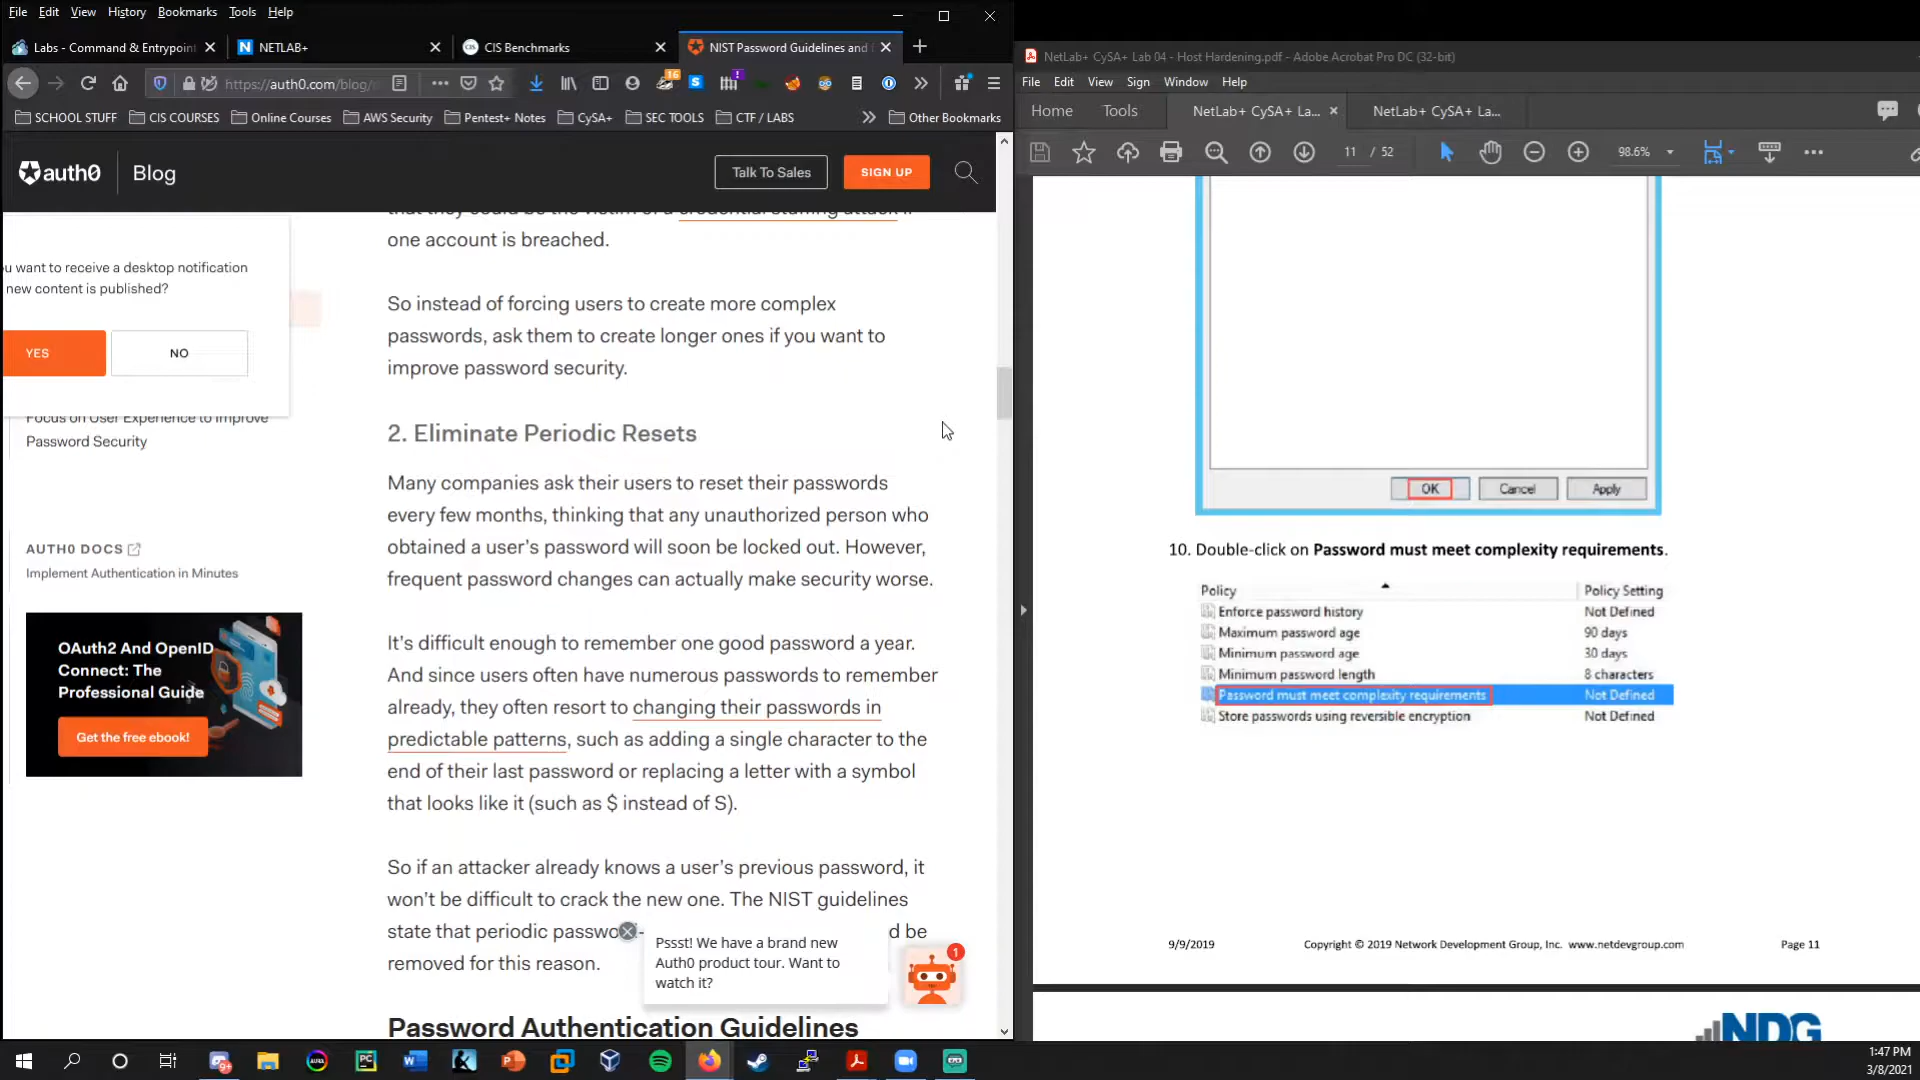 File Edit View History Bookmarks Tools Help
Labs - Command & Entrypoin
NETLAB+
CIS Benchmarks
NIST Password Guidelines and
https://auth0.com/blog/
16
SCHOOL STUFF CIS COURSES Online Courses AWS Security Pentest+ Notes CySA+ SEC TOOLS CTF / LABS Other Bookmarks
auth0 Blog
Talk To Sales SIGN UP
one account is breached.
So instead of forcing users to create more complex
passwords, ask them to create longer ones if you want to
improve password security.
2. Eliminate Periodic Resets
Many companies ask their users to reset their passwords
every few months, thinking that any unauthorized person who
obtained a user's password will soon be locked out. However,
frequent password changes can actually make security worse.
It's difficult enough to remember one good password a year.
And since users often have numerous passwords to remember
already, they often resort to changing their passwords in
predictable patterns, such as adding a single character to the
end of their last password or replacing a letter with a symbol
that looks like it (such as $ instead of S).
So if an attacker already knows a user's previous password, it
won't be difficult to crack the new one. The NIST guidelines
state that periodic passwo
d be
removed for this reason.
Password Authentication Guidelines
u want to receive a desktop notification
new content is published?
YES NO
Focus on User Experience to Improve
Password Security
AUTH0 DOCS
Implement Authentication in Minutes
OAuth2 And OpenID
Connect: The
Professional Guide
Get the free ebook!
Pssst! We have a brand new
Auth0 product tour. Want to
watch it?
1
NetLab+ CySA+ Lab 04 - Host Hardening.pdf - Adobe Acrobat Pro DC (32-bit)
File Edit View Sign Window Help
Home Tools NetLab+ CySA+ La... NetLab+ CySA+ La...
11 / 52 98.6%
OK Cancel Apply
10. Double-click on Password must meet complexity requirements.
Policy Policy Setting
Enforce password history Not Defined
Maximum password age 90 days
Minimum password age 30 days
Minimum password length 8 characters
Password must meet complexity requirements Not Defined
Store passwords using reversible encryption Not Defined
9/9/2019 Copyright © 2019 Network Development Group, Inc. www.netdevgroup.com Page 11
NDG
1:47 PM
3/8/2021